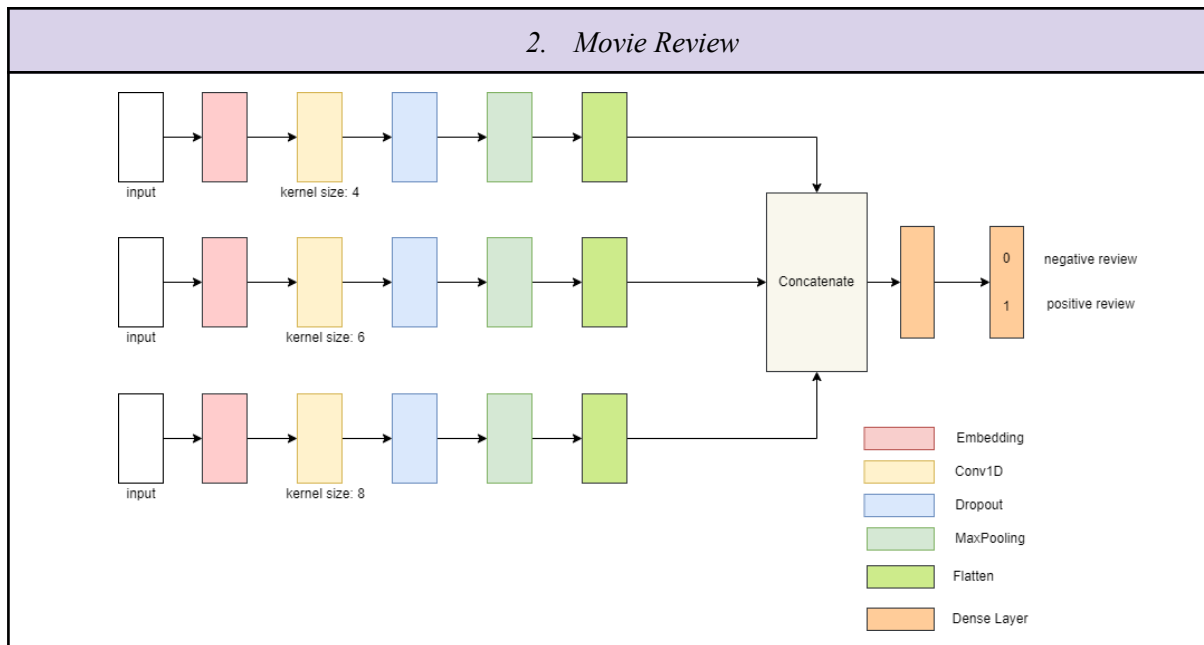 2. Movie Review
input
kernel size: 4
input
kernel size: 6
input
kernel size: 8
Concatenate
0
negative review
1
positive review
Embedding
Conv1D
Dropout
MaxPooling
Flatten
Dense Layer